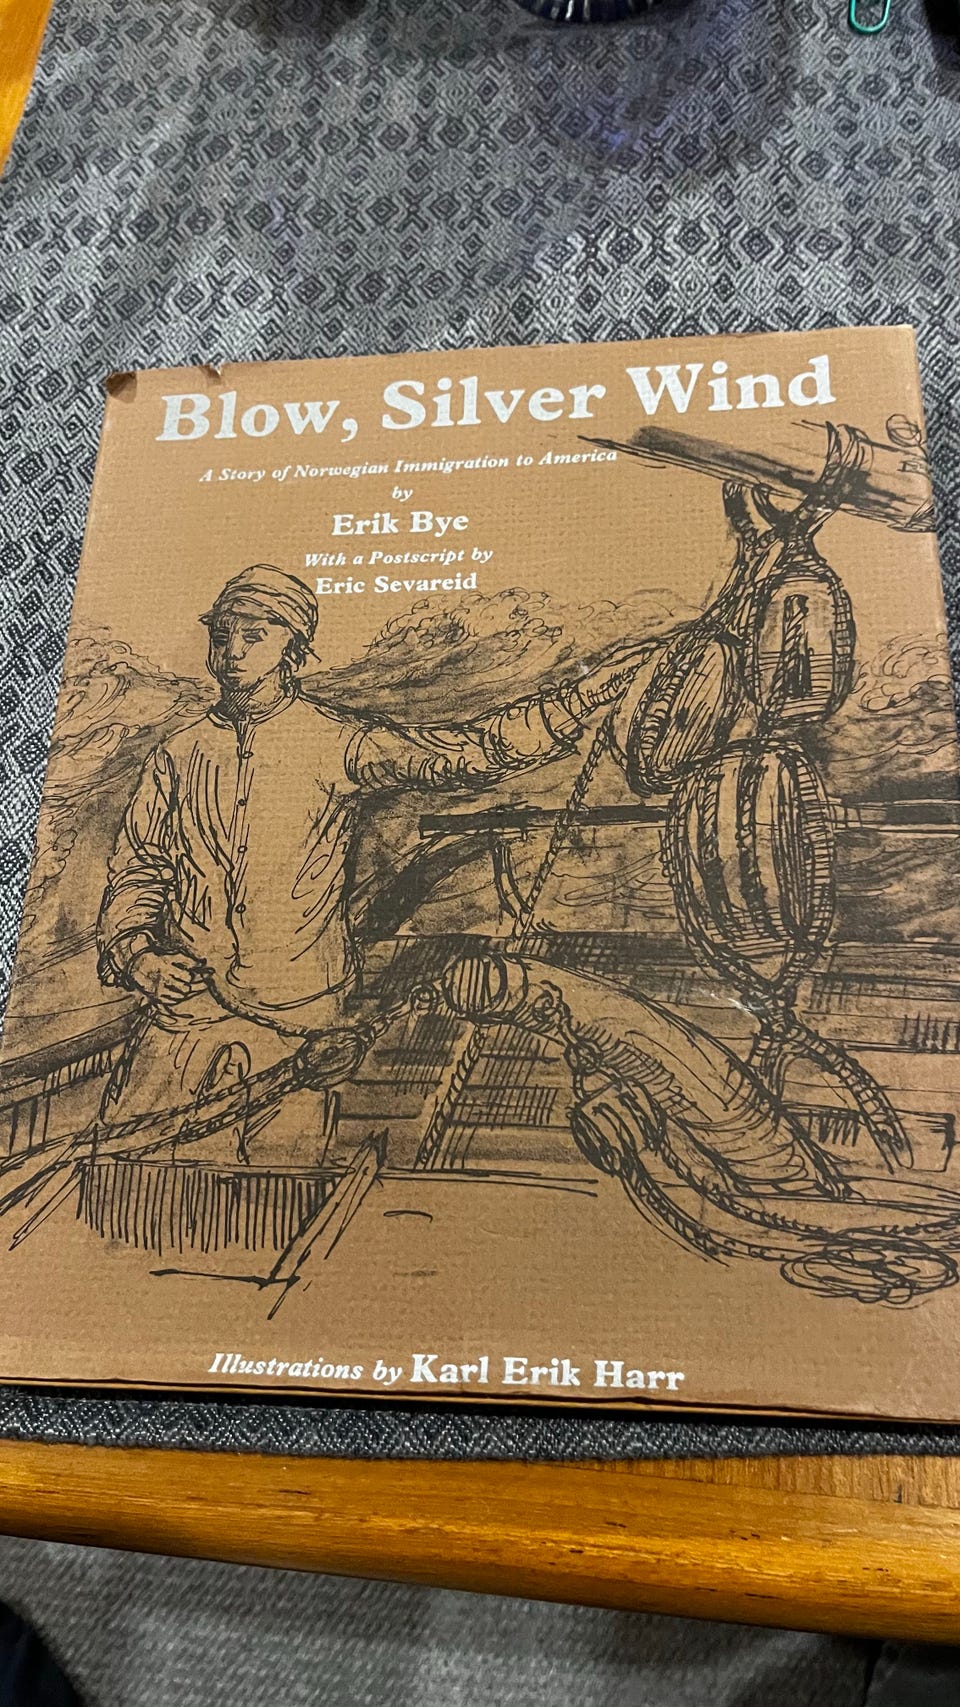 Blow, Silver Wind
A Story of Norwegian Immigration to America
by
Erik Bye
With a Postscript by
Eric Sevareid
Illustrations by Karl Erik Harr